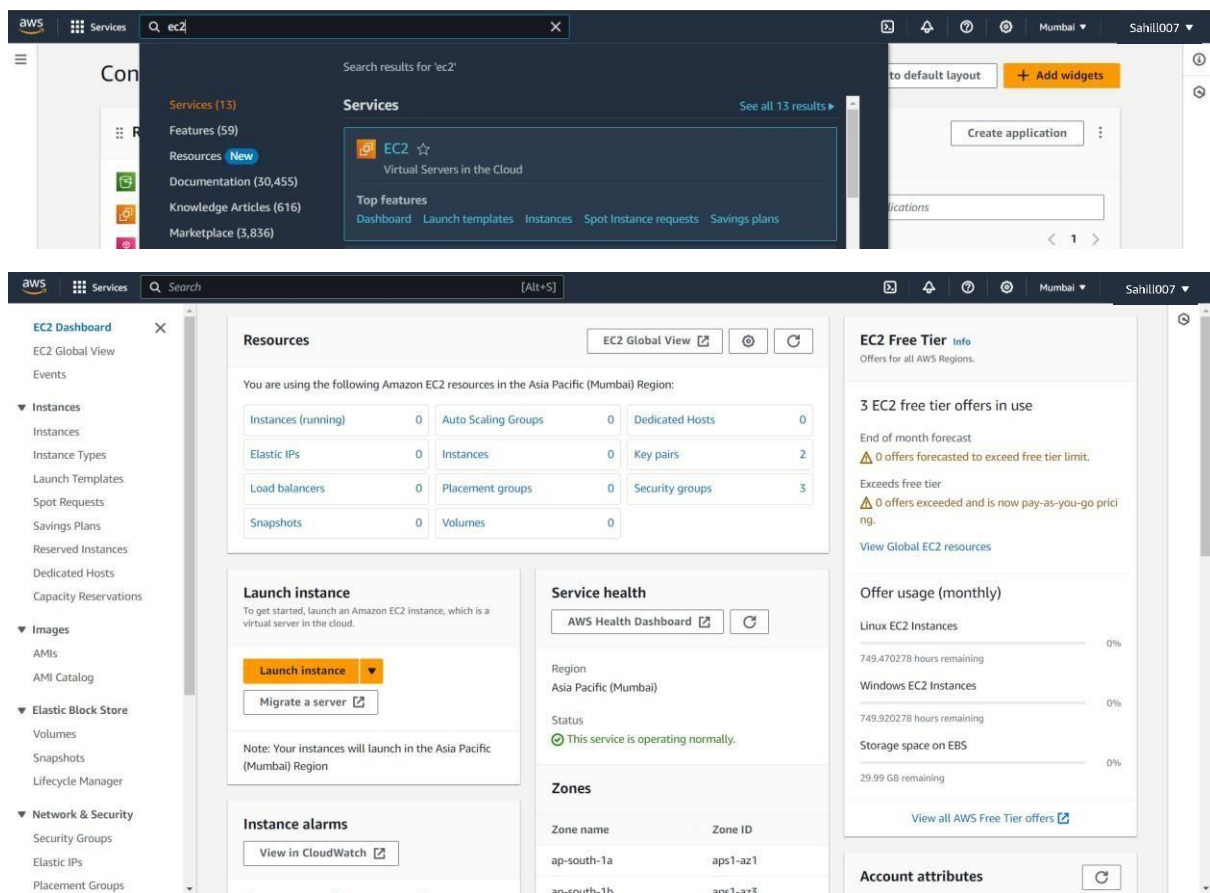 aws Services ec2 Mumbai Sahill007
Con
Search results for 'ec2'
to default layout + Add widgets
Services (13)
Features (59)
Resources New
Documentation (30,455)
Knowledge Articles (616)
Marketplace (3,836)
Services See all 13 results
EC2
Virtual Servers in the Cloud
Top features
Dashboard Launch templates Instances Spot Instance requests Savings plans
R
Create application
lications
1
aws Services Search [Alt+S] Mumbai Sahill007
EC2 Dashboard
EC2 Global View
Events
Instances
Instances
Instance Types
Launch Templates
Spot Requests
Savings Plans
Reserved Instances
Dedicated Hosts
Capacity Reservations
Images
AMIs
AMI Catalog
Elastic Block Store
Volumes
Snapshots
Lifecycle Manager
Network & Security
Security Groups
Elastic IPs
Placement Groups
Resources EC2 Global View
You are using the following Amazon EC2 resources in the Asia Pacific (Mumbai) Region:
Instances (running) 0 Auto Scaling Groups 0 Dedicated Hosts 0
Elastic IPs 0 Instances 0 Key pairs 2
Load balancers 0 Placement groups 0 Security groups 3
Snapshots 0 Volumes 0
Launch instance
To get started, launch an Amazon EC2 instance, which is a
virtual server in the cloud.
Launch instance
Migrate a server
Note: Your instances will launch in the Asia Pacific
(Mumbai) Region
Instance alarms
View in CloudWatch
Service health
AWS Health Dashboard
Region
Asia Pacific (Mumbai)
Status
This service is operating normally.
Zones
Zone name Zone ID
ap-south-1a aps1-az1
ap-south-1b aps1-az3
EC2 Free Tier Info
Offers for all AWS Regions.
3 EC2 free tier offers in use
End of month forecast
0 offers forecasted to exceed free tier limit.
Exceeds free tier
0 offers exceeded and is now pay-as-you-go prici
ng.
View Global EC2 resources
Offer usage (monthly)
Linux EC2 Instances
0%
749.470278 hours remaining
Windows EC2 Instances
0%
749.920278 hours remaining
Storage space on EBS
0%
29.99 GB remaining
View all AWS Free Tier offers
Account attributes